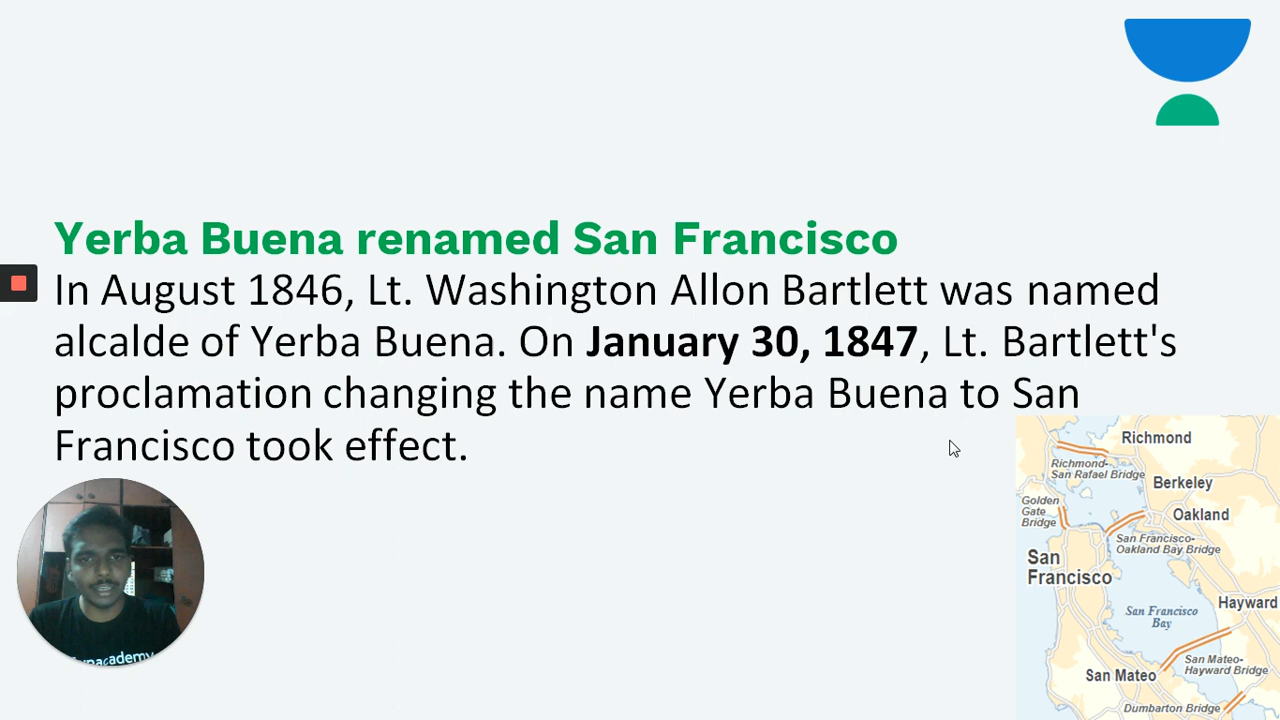 Yerba Buena renamed San Francisco
In August 1846, Lt. Washington Allon Bartlett was named
alcalde of Yerba Buena. On January 30, 1847, Lt. Bartlett's
proclamation changing the name Yerba Buena to San
Francisco took effect.
Richmond
Richmond-
San Rafael Bridge
Berkeley
Golden
Gate
Bridge
Oakland
San Francisco-
Oakland Bay Bridge
San
Francisco
Hayward
San Francisco
Bay
San Mateo-
Hayward Bridge
San Mateo
Dumbarton Bridge
unacademy